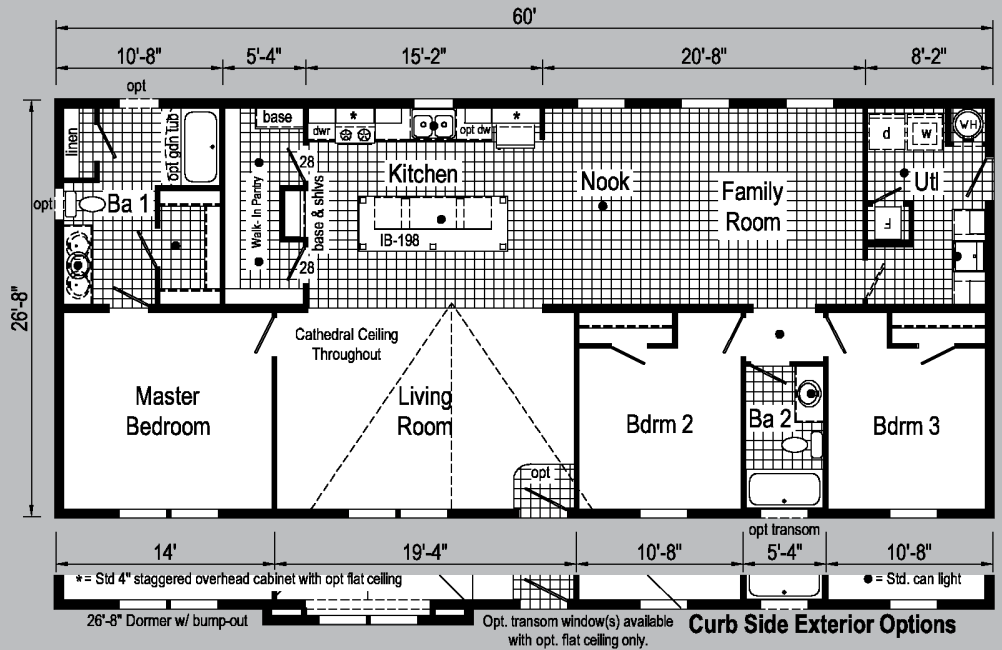 60'
10'-8"
5'-4"
15'-2"
20'-8"
8'-2"
opt
linen
opt gdn tub
base
dwr
*
opt dw
*
d
w
WH
28
Kitchen
Nook
Family
Room
Utl
opt
Ba 1
Walk- In Pantry
base & shlvs
IB-198
F
28
26'-8"
Cathedral Ceiling
Throughout
Master
Bedroom
Living
Room
Bdrm 2
Ba 2
Bdrm 3
opt
opt transom
14'
19'-4"
10'-8"
5'-4"
10'-8"
* = Std 4" staggered overhead cabinet with opt flat ceiling
● = Std. can light
26'-8" Dormer w/ bump-out
Opt. transom window(s) available
with opt. flat ceiling only.
Curb Side Exterior Options